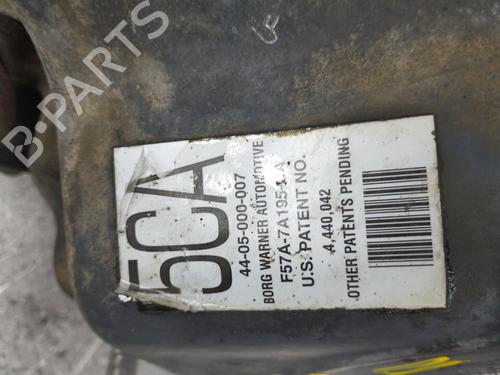 5CA
44-05-000-007
BORG WARNER AUTOMOTIVE
F57A-7A195-
U.S. PATENT NO.
4,440,042
OTHER PATENTS PENDING
B-PARTS